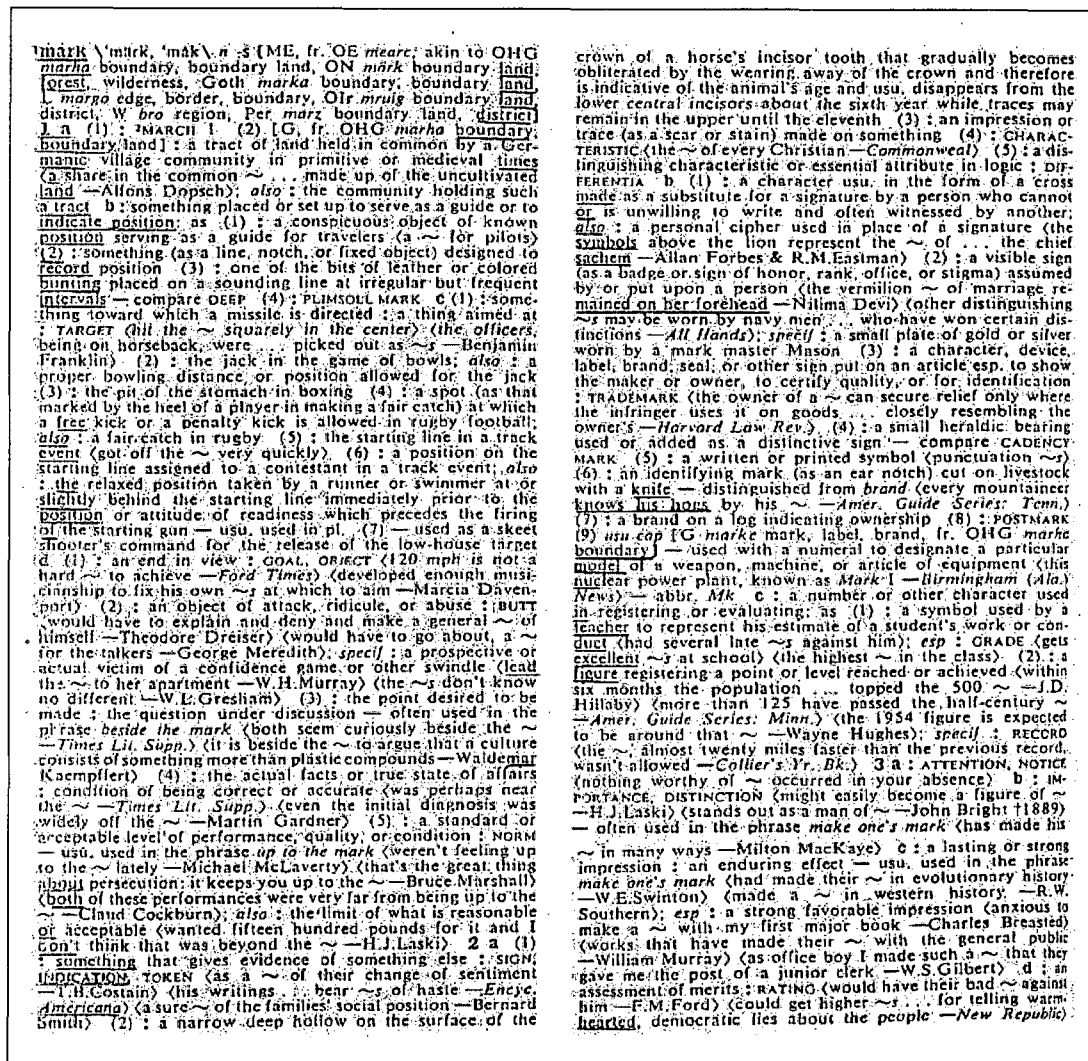 ¹märk \'märk, 'māk\ n -s [ME, fr. OE mearc; akin to OHG
marha boundary, boundary land, ON mörk boundary land,
forest, wilderness, Goth marka boundary, boundary land,
L margo edge, border, boundary, OIr mruig boundary land,
district, W bro region, Per marz boundary land, district]
1 a (1) : ²MARCH 1 (2) [G, fr. OHG marha boundary,
boundary land] : a tract of land held in common by a Ger-
manic village community in primitive or medieval times
⟨a share in the common ~ ... made up of the uncultivated
land —Alfons Dopsch⟩; also : the community holding such
a tract b : something placed or set up to serve as a guide or to
indicate position: as (1) : a conspicuous object of known
position serving as a guide for travelers ⟨a ~ for pilots⟩
(2) : something (as a line, notch, or fixed object) designed to
record position (3) : one of the bits of leather or colored
bunting placed on a sounding line at irregular but frequent
intervals — compare DEEP (4) : PLIMSOLL MARK c (1) : some-
thing toward which a missile is directed : a thing aimed at
: TARGET ⟨hit the ~ squarely in the center⟩ ⟨the officers,
being on horseback, were ... picked out as ~s —Benjamin
Franklin⟩ (2) : the jack in the game of bowls; also : a
proper bowling distance or position allowed for the jack
(3) : the pit of the stomach in boxing (4) : a spot (as that
marked by the heel of a player in making a fair catch) at which
a free kick or a penalty kick is allowed in rugby football;
also : a fair catch in rugby (5) : the starting line in a track
event ⟨got off the ~ very quickly⟩ (6) : a position on the
starting line assigned to a contestant in a track event; also
: the relaxed position taken by a runner or swimmer at or
slightly behind the starting line immediately prior to the
position or attitude of readiness which precedes the firing
of the starting gun — usu. used in pl. (7) — used as a skeet
shooter's command for the release of the low-house target
d (1) : an end in view : GOAL, OBJECT ⟨120 mph is not a
hard ~ to achieve —Ford Times⟩ ⟨developed enough musi-
cianship to fix his own ~s at which to aim —Marcia Daven-
port⟩ (2) : an object of attack, ridicule, or abuse : BUTT
⟨would have to explain and deny and make a general ~ of
himself —Theodore Dreiser⟩ ⟨would have to go about, a ~
for the talkers —George Meredith⟩; specif : a prospective or
actual victim of a confidence game or other swindle ⟨lead
the ~ to her apartment —W.H.Murray⟩ ⟨the ~s don't know
no different —W.L.Gresham⟩ (3) : the point desired to be
made : the question under discussion — often used in the
phrase beside the mark ⟨both seem curiously beside the ~
—Times Lit. Supp.⟩ ⟨it is beside the ~ to argue that a culture
consists of something more than plastic compounds —Waldemar
Kaempffert⟩ (4) : the actual facts or true state of affairs
: condition of being correct or accurate ⟨was perhaps near
the ~ —Times Lit. Supp.⟩ ⟨even the initial diagnosis was
widely off the ~ —Martin Gardner⟩ (5) : a standard or
acceptable level of performance, quality, or condition : NORM
— usu. used in the phrase up to the mark ⟨weren't feeling up
to the ~ lately —Michael McLaverty⟩ ⟨that's the great thing
about persecution: it keeps you up to the ~ —Bruce Marshall⟩
⟨both of these performances were very far from being up to the
~ —Claud Cockburn⟩; also : the limit of what is reasonable
or acceptable ⟨wanted fifteen hundred pounds for it and I
don't think that was beyond the ~ —H.J.Laski⟩ 2 a (1)
: something that gives evidence of something else : SIGN,
INDICATION, TOKEN ⟨as a ~ of their change of sentiment
—T.B.Costain⟩ ⟨his writings ... bear ~s of haste —Encyc.
Americana⟩ ⟨a sure ~ of the families' social position —Bernard
Smith⟩ (2) : a narrow deep hollow on the surface of the
crown of a horse's incisor tooth that gradually becomes
obliterated by the wearing away of the crown and therefore
is indicative of the animal's age and usu. disappears from the
lower central incisors about the sixth year while traces may
remain in the upper until the eleventh (3) : an impression or
trace (as a scar or stain) made on something (4) : CHARAC-
TERISTIC ⟨the ~ of every Christian —Commonweal⟩ (5) : a dis-
tinguishing characteristic or essential attribute in logic : DIF-
FERENTIA b (1) : a character usu. in the form of a cross
made as a substitute for a signature by a person who cannot
or is unwilling to write and often witnessed by another;
also : a personal cipher used in place of a signature ⟨the
symbols above the lion represent the ~ of ... the chief
sachem —Allan Forbes & R.M.Eastman⟩ (2) : a visible sign
(as a badge or sign of honor, rank, office, or stigma) assumed
by or put upon a person ⟨the vermilion ~ of marriage re-
mained on her forehead —Nilima Devi⟩ ⟨other distinguishing
~s may be worn by navy men ... who have won certain dis-
tinctions —All Hands⟩; specif : a small plate of gold or silver
worn by a mark master Mason (3) : a character, device,
label, brand, seal, or other sign put on an article esp. to show
the maker or owner, to certify quality, or for identification
: TRADEMARK ⟨the owner of a ~ can secure relief only where
the infringer uses it on goods ... closely resembling the
owner's —Harvard Law Rev.⟩ (4) : a small heraldic bearing
used or added as a distinctive sign — compare CADENCY
MARK (5) : a written or printed symbol ⟨punctuation ~s⟩
(6) : an identifying mark (as an ear notch) cut on livestock
with a knife — distinguished from brand ⟨every mountaineer
knows his hogs by his ~ —Amer. Guide Series: Tenn.⟩
(7) : a brand on a log indicating ownership (8) : POSTMARK
(9) usu cap [G marke mark, label, brand, fr. OHG marha
boundary] — used with a numeral to designate a particular
model of a weapon, machine, or article of equipment ⟨this
nuclear power plant, known as Mark I —Birmingham (Ala.)
News⟩ — abbr. Mk c : a number or other character used
in registering or evaluating: as (1) : a symbol used by a
teacher to represent his estimate of a student's work or con-
duct ⟨had several late ~s against him⟩; esp : GRADE ⟨gets
excellent ~s at school⟩ ⟨the highest ~ in the class⟩ (2) : a
figure registering a point or level reached or achieved ⟨within
six months the population ... topped the 500 ~ —J.D.
Hillaby⟩ ⟨more than 125 have passed the half-century ~
—Amer. Guide Series: Minn.⟩ ⟨the 1954 figure is expected
to be around that ~ —Wayne Hughes⟩; specif : RECORD
⟨the ~, almost twenty miles faster than the previous record,
wasn't allowed —Collier's Yr. Bk.⟩ 3 a : ATTENTION, NOTICE
⟨nothing worthy of ~ occurred in your absence⟩ b : IM-
PORTANCE, DISTINCTION ⟨might easily become a figure of ~
—H.J.Laski⟩ ⟨stands out as a man of ~ —John Bright †1889⟩
— often used in the phrase make one's mark ⟨has made his
~ in many ways —Milton MacKaye⟩ c : a lasting or strong
impression : an enduring effect — usu. used in the phrase
make one's mark ⟨had made their ~ in evolutionary history
—W.E.Swinton⟩ ⟨made a ~ in western history —R.W.
Southern⟩; esp : a strong favorable impression ⟨anxious to
make a ~ with my first major book —Charles Breasted⟩
⟨works that have made their ~ with the general public
—William Murray⟩ ⟨as office boy I made such a ~ that they
gave me the post of a junior clerk —W.S.Gilbert⟩ d : an
assessment of merits : RATING ⟨would have their bad ~ against
him —F.M.Ford⟩ ⟨could get higher ~s ... for telling warm-
hearted, democratic lies about the people —New Republic⟩